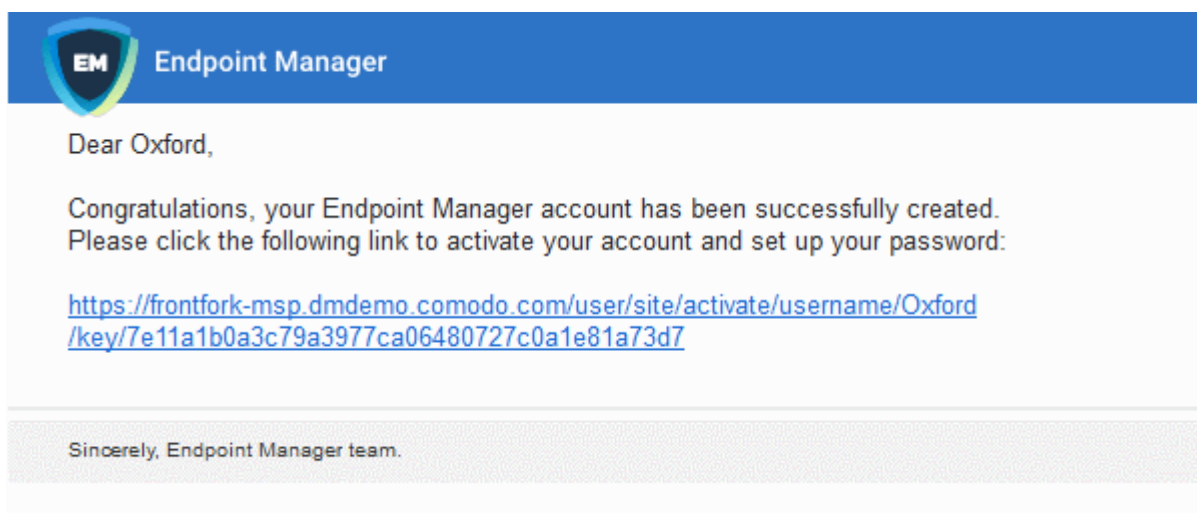 EM
Endpoint Manager
Dear Oxford,
Congratulations, your Endpoint Manager account has been successfully created.
Please click the following link to activate your account and set up your password:
https://frontfork-msp.dmdemo.comodo.com/user/site/activate/username/Oxford
/key/7e11a1b0a3c79a3977ca06480727c0a1e81a73d7
Sincerely, Endpoint Manager team.